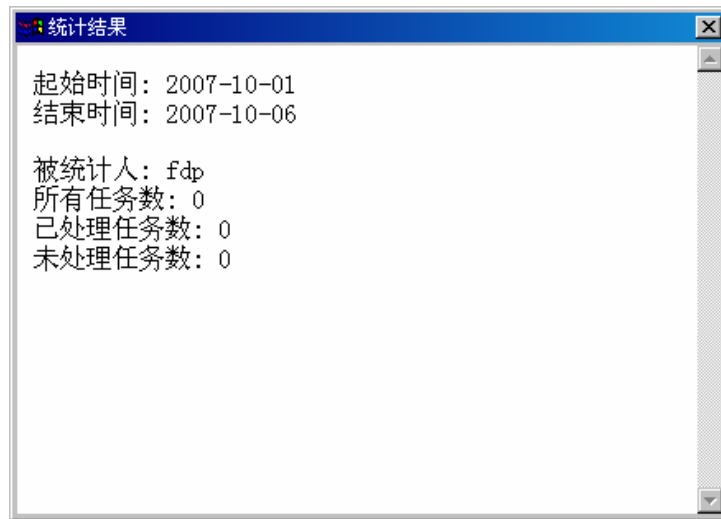 统计结果
起始时间: 2007-10-01
结束时间: 2007-10-06
被统计人: fdp
所有任务数: 0
已处理任务数: 0
未处理任务数: 0